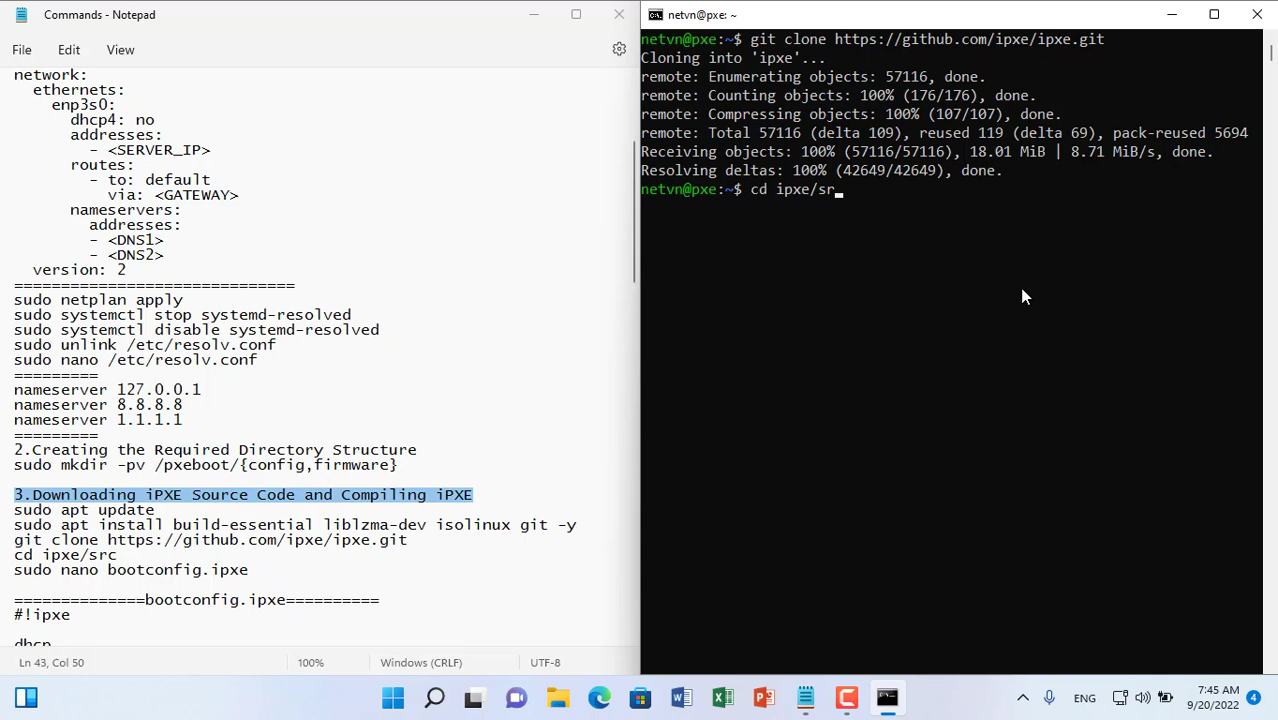 Commands - Notepad
File Edit View
network:
ethernets:
enp3s0:
dhcp4: no
addresses:
- <SERVER_IP>
routes:
- to: default
via: <GATEWAY>
nameservers:
addresses:
- <DNS1>
- <DNS2>
version: 2
==============================
sudo netplan apply
sudo systemctl stop systemd-resolved
sudo systemctl disable systemd-resolved
sudo unlink /etc/resolv.conf
sudo nano /etc/resolv.conf
=========
nameserver 127.0.0.1
nameserver 8.8.8.8
nameserver 1.1.1.1
=========
2.Creating the Required Directory Structure
sudo mkdir -pv /pxeboot/{config,firmware}
3.Downloading iPXE Source Code and Compiling iPXE
sudo apt update
sudo apt install build-essential liblzma-dev isolinux git -y
git clone https://github.com/ipxe/ipxe.git
cd ipxe/src
sudo nano bootconfig.ipxe
==============bootconfig.ipxe==========
#!ipxe
dhcp
Ln 43, Col 50 100% Windows (CRLF) UTF-8
netvn@pxe: ~
netvn@pxe:~$ git clone https://github.com/ipxe/ipxe.git
Cloning into 'ipxe'...
remote: Enumerating objects: 57116, done.
remote: Counting objects: 100% (176/176), done.
remote: Compressing objects: 100% (107/107), done.
remote: Total 57116 (delta 109), reused 119 (delta 69), pack-reused 5694
Receiving objects: 100% (57116/57116), 18.01 MiB | 8.71 MiB/s, done.
Resolving deltas: 100% (42649/42649), done.
netvn@pxe:~$ cd ipxe/sr
ENG 7:45 AM
9/20/2022 4